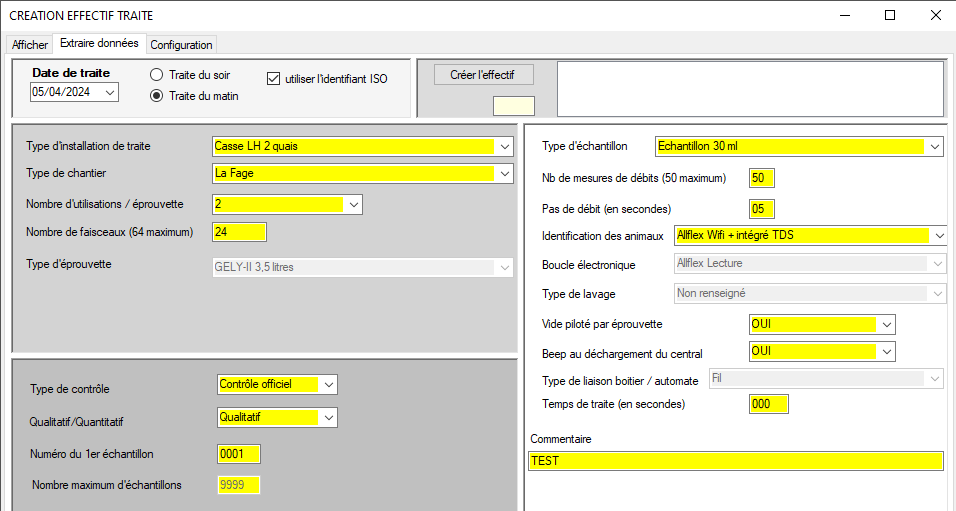 CREATION EFFECTIF TRAITE
Afficher Extraire données Configuration
Date de traite
05/04/2024
Traite du soir
Traite du matin
utiliser l'identifiant ISO
Créer l'effectif
Type d'installation de traite Casse LH 2 quais
Type de chantier La Fage
Nombre d'utilisations / éprouvette 2
Nombre de faisceaux (64 maximum) 24
Type d'éprouvette GELY-II 3,5 litres
Type de contrôle Contrôle officiel
Qualitatif/Quantitatif Qualitatif
Numéro du 1er échantillon 0001
Nombre maximum d'échantillons 9999
Type d'échantillon Echantillon 30 ml
Nb de mesures de débits (50 maximum) 50
Pas de débit (en secondes) 05
Identification des animaux Allflex Wifi + intégré TDS
Boucle électronique Allflex Lecture
Type de lavage Non renseigné
Vide piloté par éprouvette OUI
Beep au déchargement du central OUI
Type de liaison boitier / automate Fil
Temps de traite (en secondes) 000
Commentaire
TEST